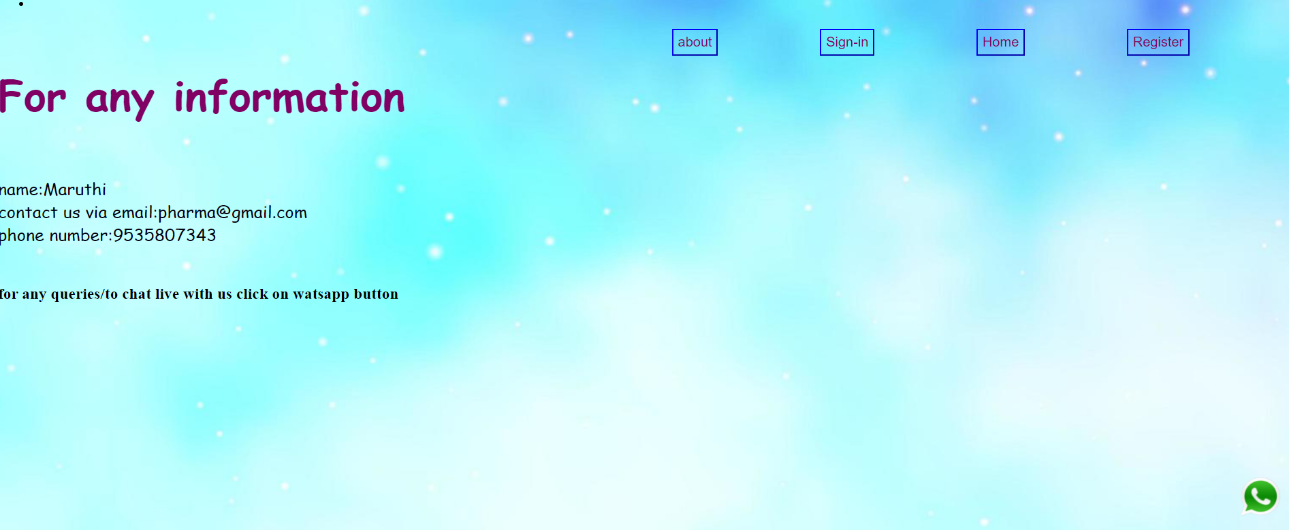 about
Sign-in
Home
Register
For any information
name:Maruthi
contact us via email:pharma@gmail.com
phone number:9535807343
for any queries/to chat live with us click on watsapp button